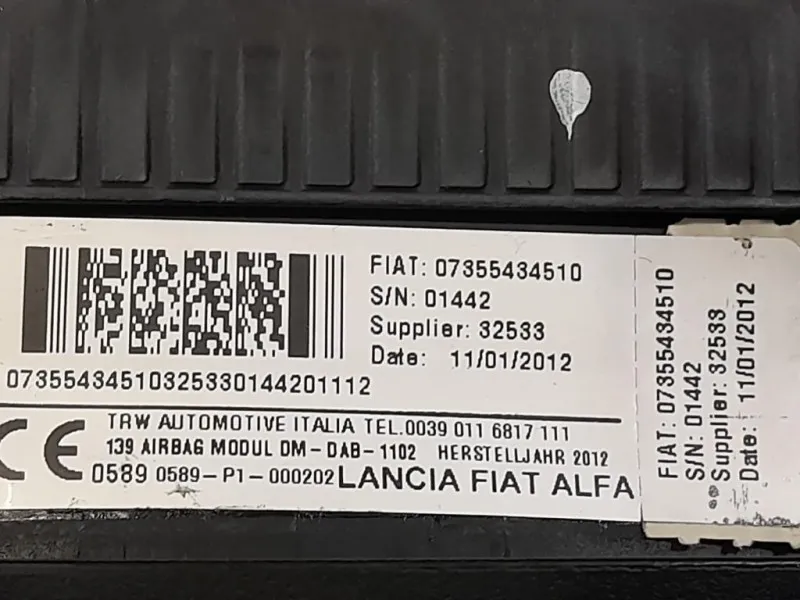 FIAT: 07355434510
S/N: 01442
Supplier: 32533
Date: 11/01/2012
07355434510325330144201112
CE
TRW AUTOMOTIVE ITALIA TEL.0039 011 6817 111
139 AIRBAG MODUL DM-DAB-1102 HERSTELLJAHR 2012
0589 0589-P1-000202 LANCIA FIAT ALFA
FIAT: 07355434510
S/N: 01442
Supplier: 32533
Date: 11/01/2012